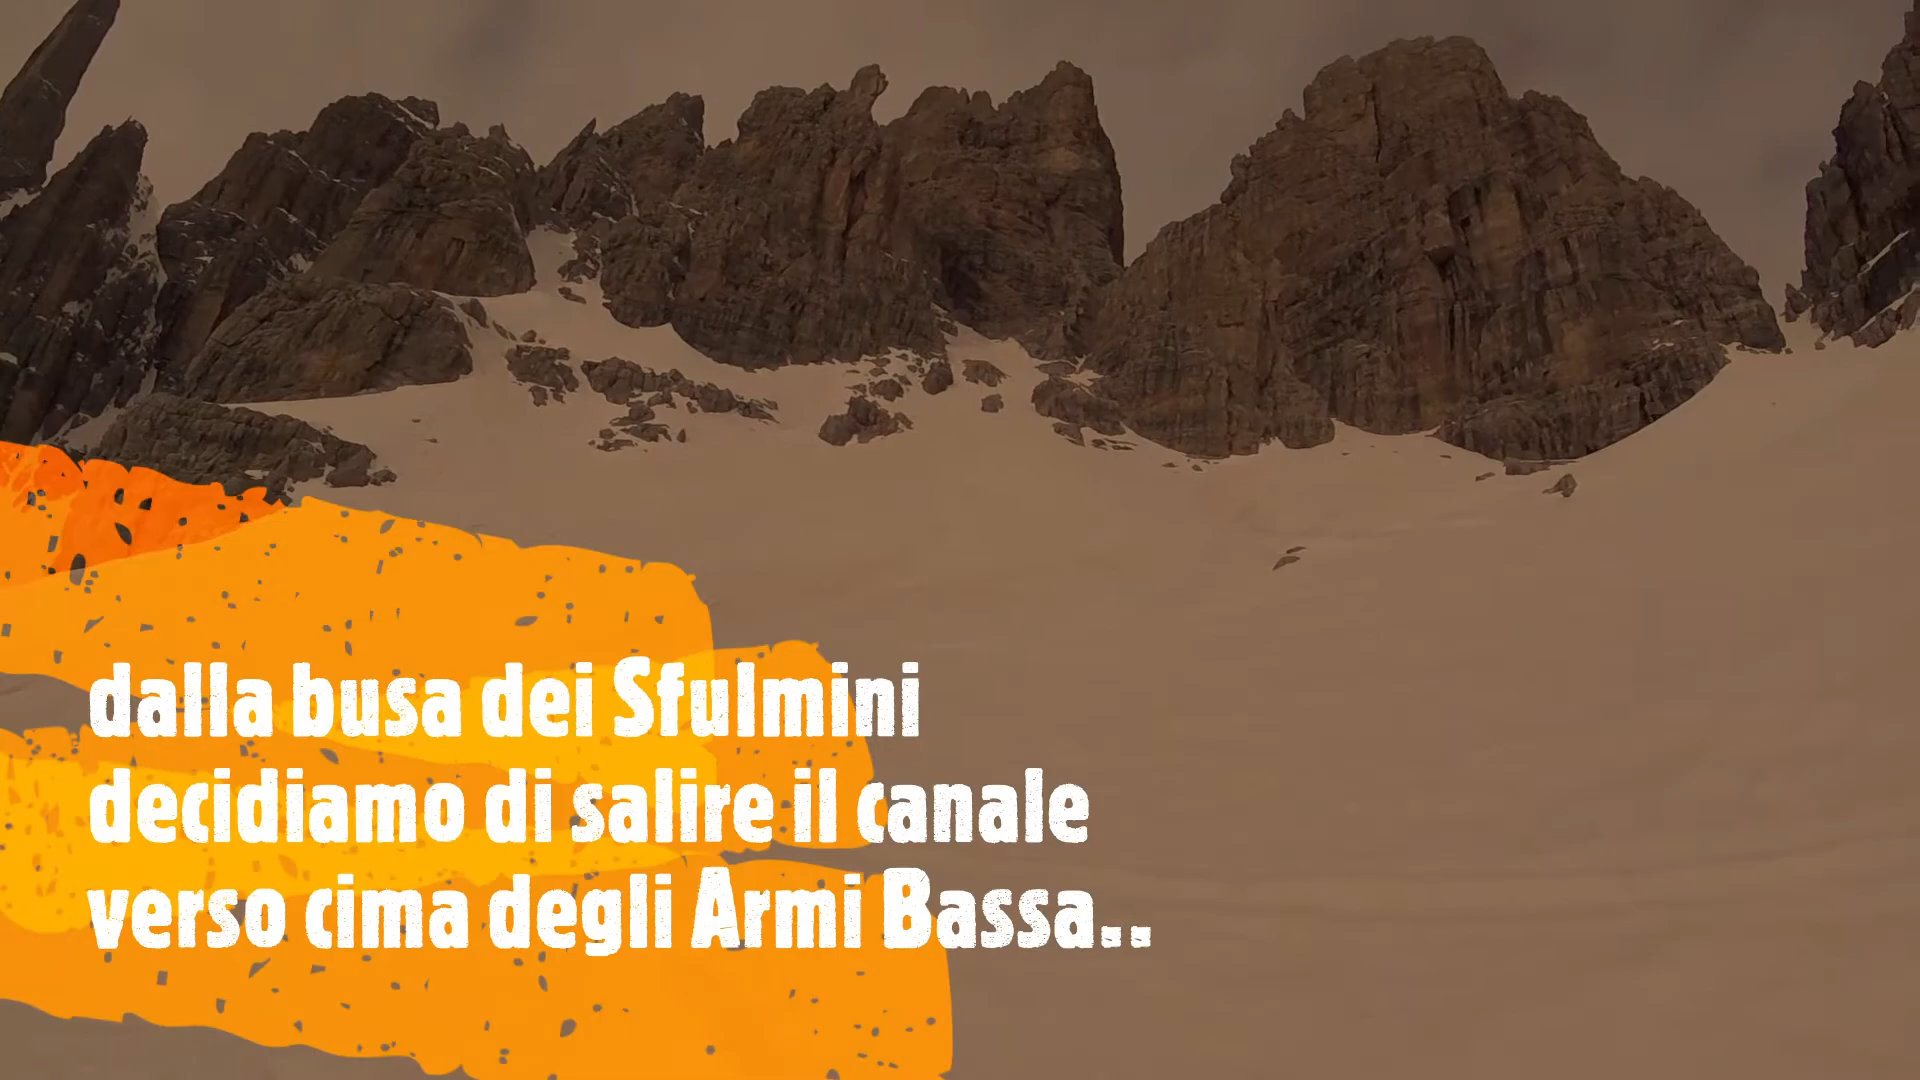 dalla busa dei Sfulmini
decidiamo di salire il canale
verso cima degli Armi Bassa..